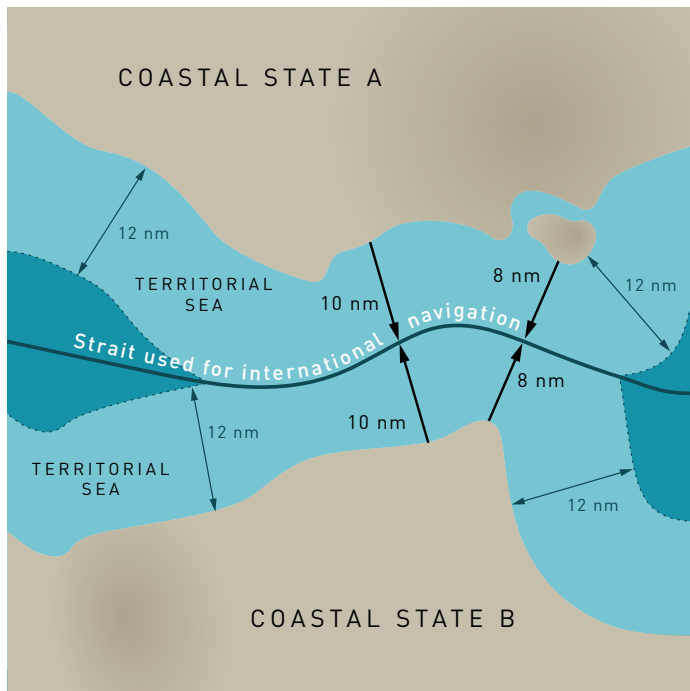 COASTAL STATE A
12 nm
TERRITORIAL
SEA
8 nm
12 nm
10 nm
Strait used for international navigation
8 nm
10 nm
12 nm
TERRITORIAL
SEA
12 nm
COASTAL STATE B